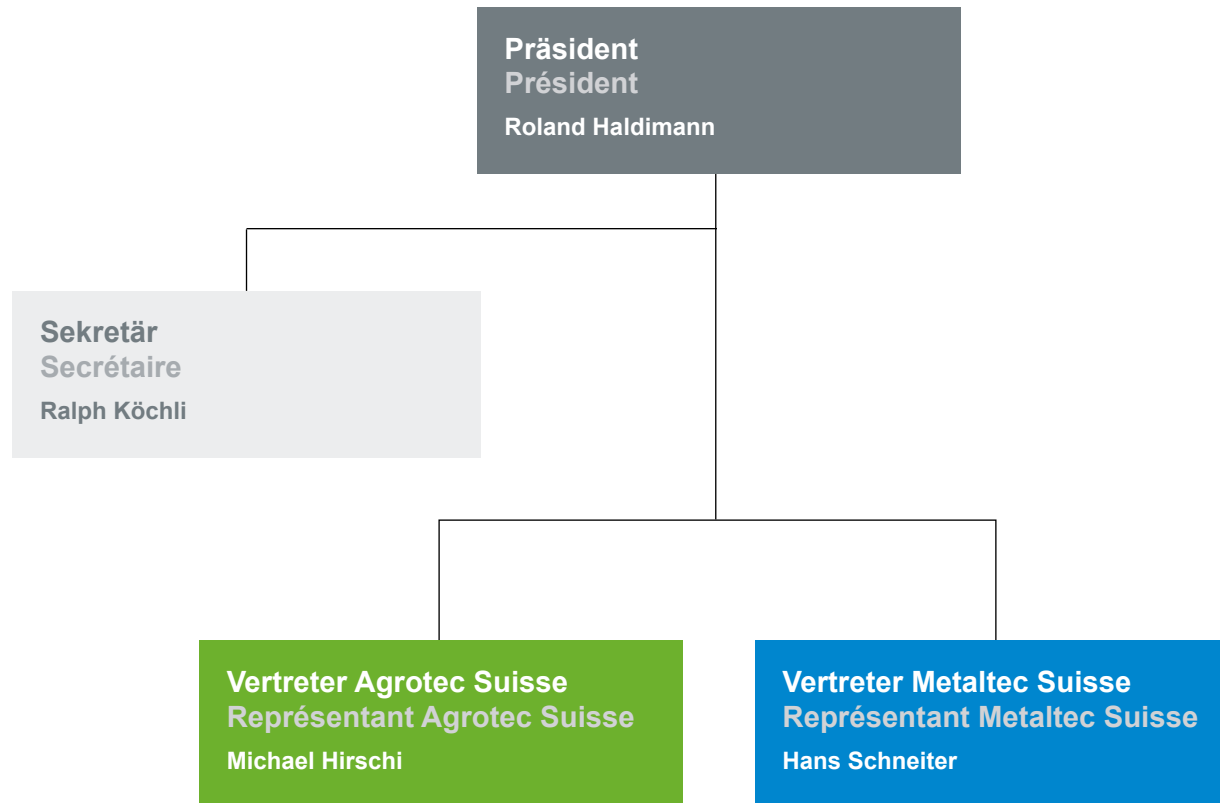 Präsident
Président
Roland Haldimann
Sekretär
Secrétaire
Ralph Köchli
Vertreter Agrotec Suisse
Représentant Agrotec Suisse
Michael Hirschi
Vertreter Metaltec Suisse
Représentant Metaltec Suisse
Hans Schneiter